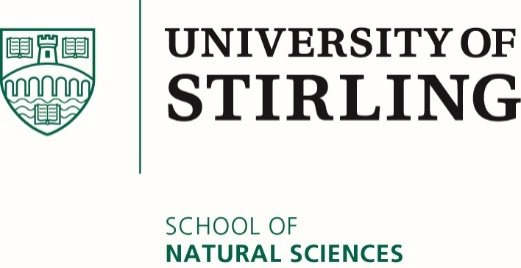 UNIVERSITY OF
STIRLING
SCHOOL OF
NATURAL SCIENCES